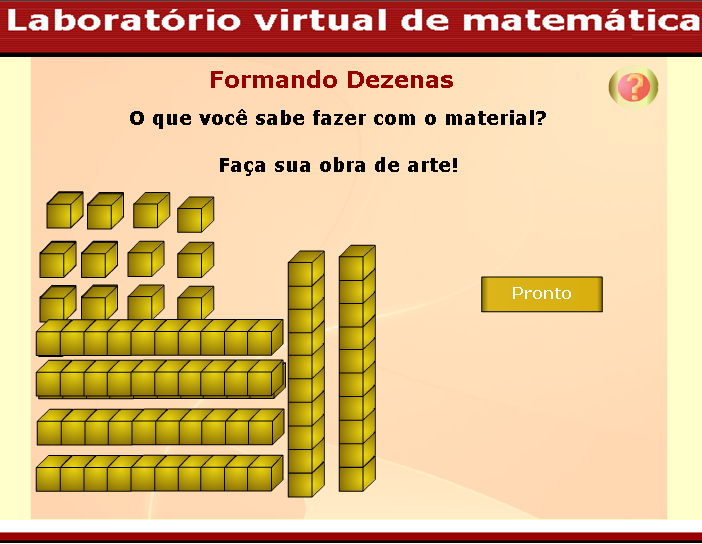 Laboratório virtual de matemática
Formando Dezenas
?
O que você sabe fazer com o material?
Faça sua obra de arte!
Pronto